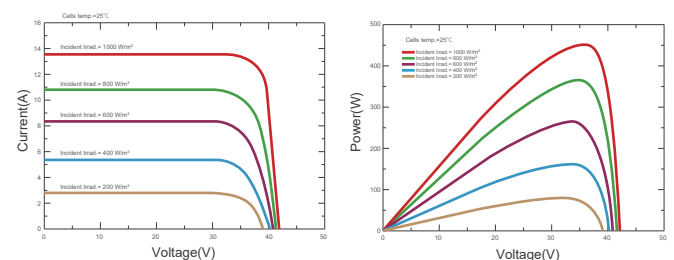 Cells temp.=25°C
16
14
12
10
8
6
4
2
0
Current(A)
Incident Irrad.= 1000 W/m²
Incident Irrad.= 800 W/m²
Incident Irrad.= 600 W/m²
Incident Irrad.= 400 W/m²
Incident Irrad.= 200 W/m²
0 10 20 30 40 50
Voltage(V)
Cells temp.=25°C
500
400
300
200
100
0
Power(W)
Incident Irrad.= 1000 W/m²
Incident Irrad.= 800 W/m²
Incident Irrad.= 600 W/m²
Incident Irrad.= 400 W/m²
Incident Irrad.= 200 W/m²
0 10 20 30 40 50
Voltage(V)